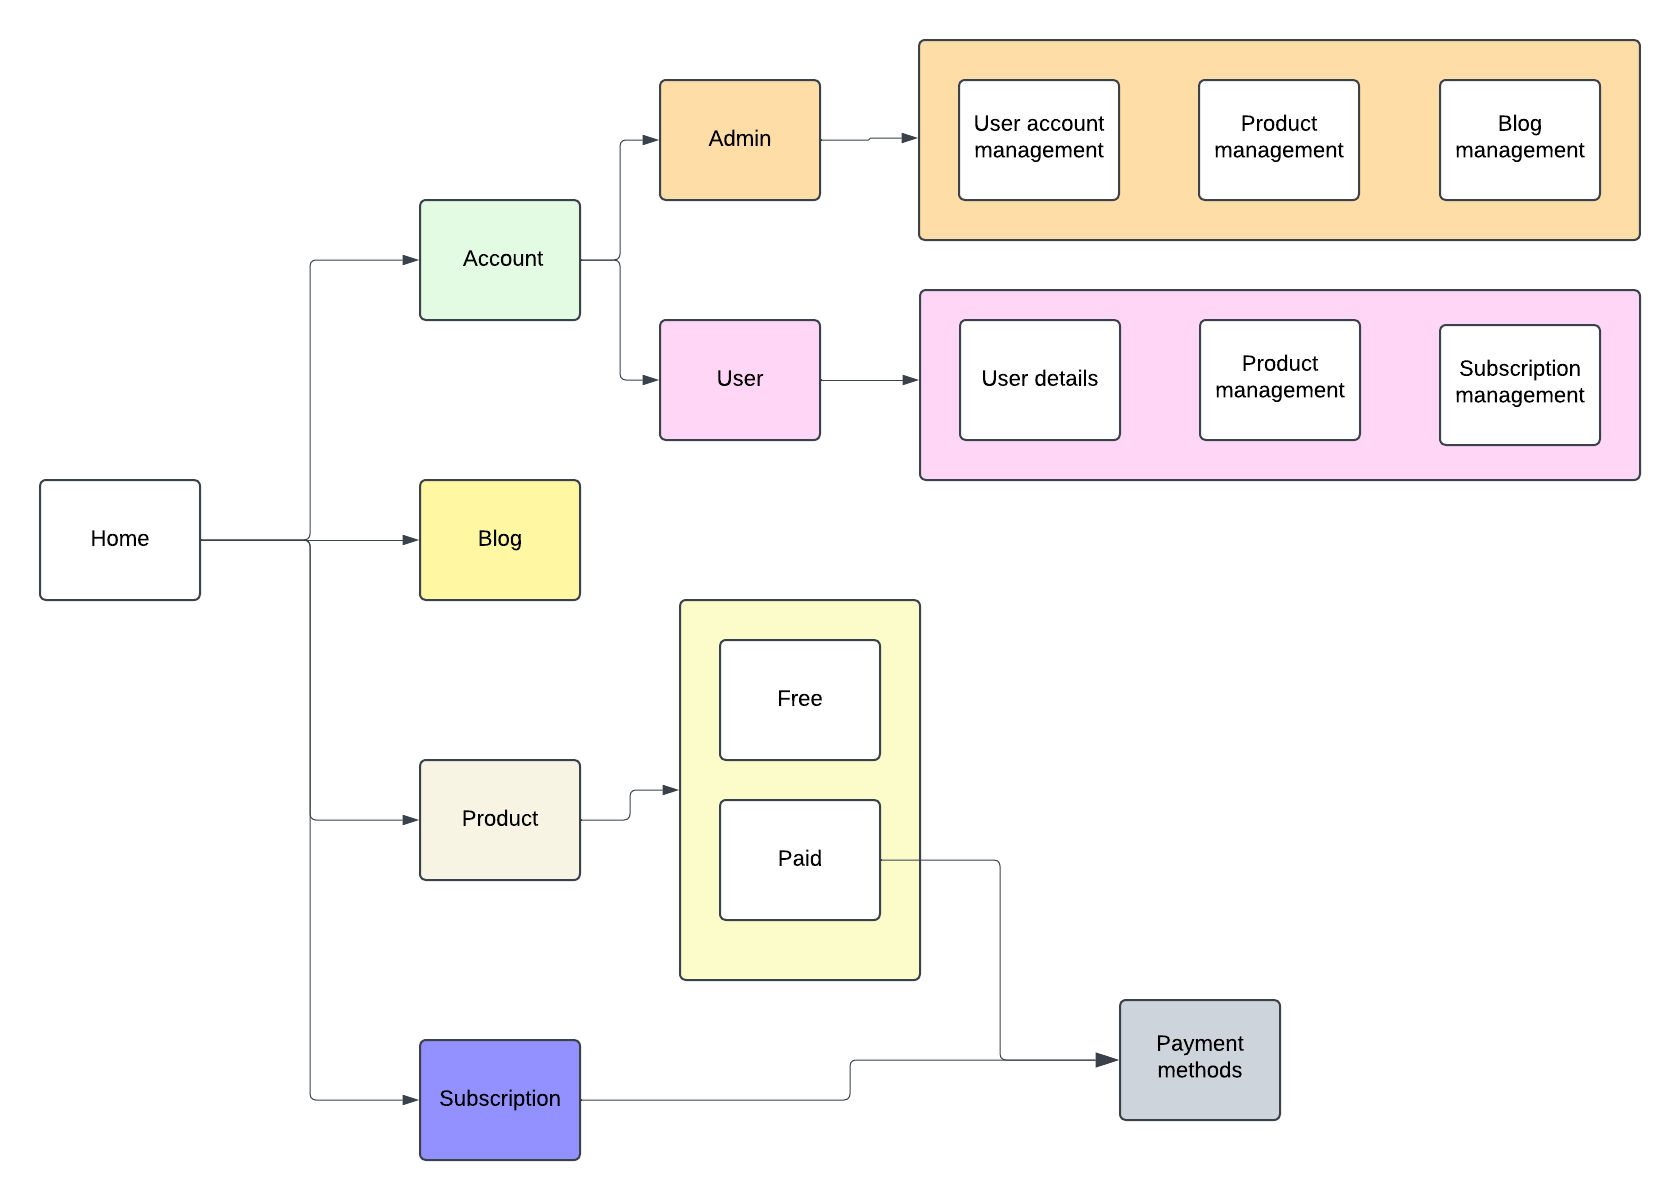 Admin
User account
management
Product
management
Blog
management
Account
User
User details
Product
management
Subscription
management
Home
Blog
Free
Product
Paid
Payment
methods
Subscription